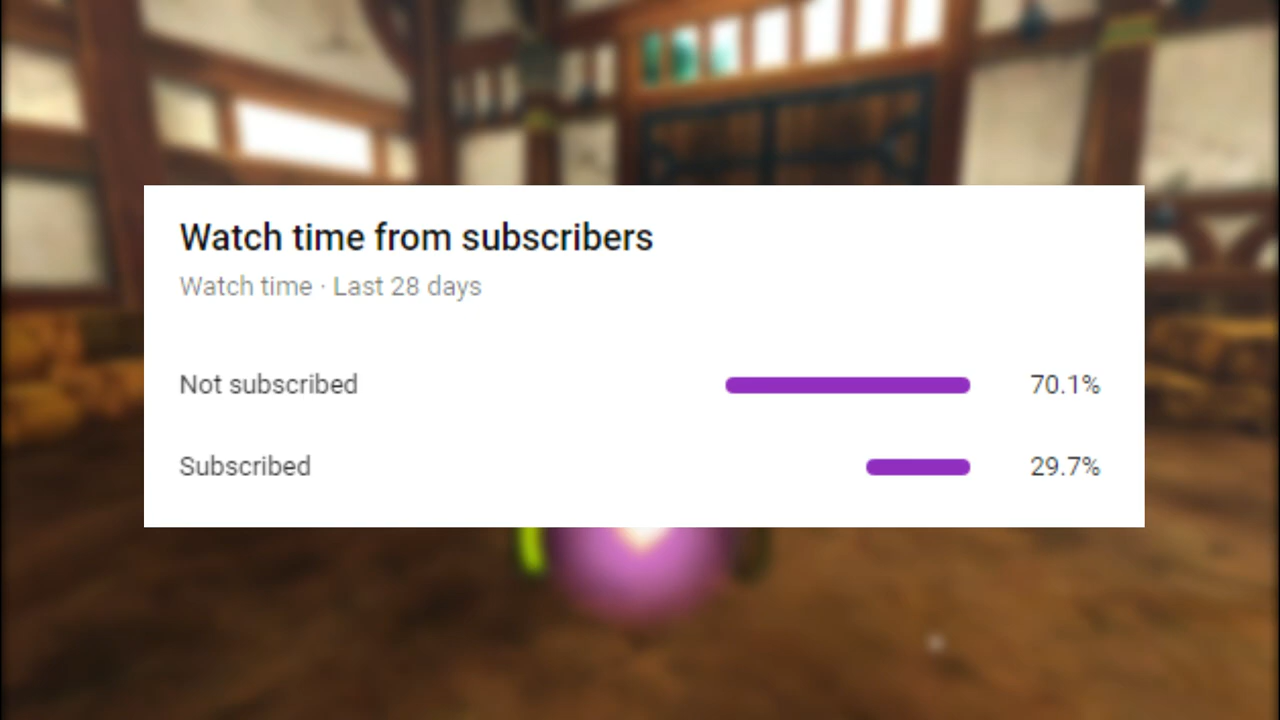 Watch time from subscribers
Watch time · Last 28 days
Not subscribed 70.1%
Subscribed 29.7%